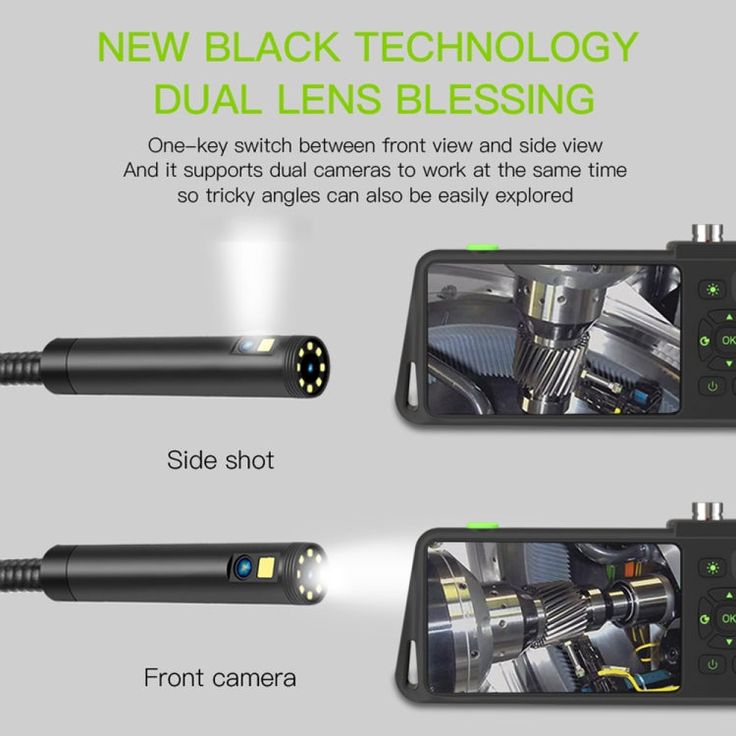 NEW BLACK TECHNOLOGY
DUAL LENS BLESSING
One-key switch between front view and side view
And it supports dual cameras to work at the same time
so tricky angles can also be easily explored
OK
Side shot
OK
Front camera